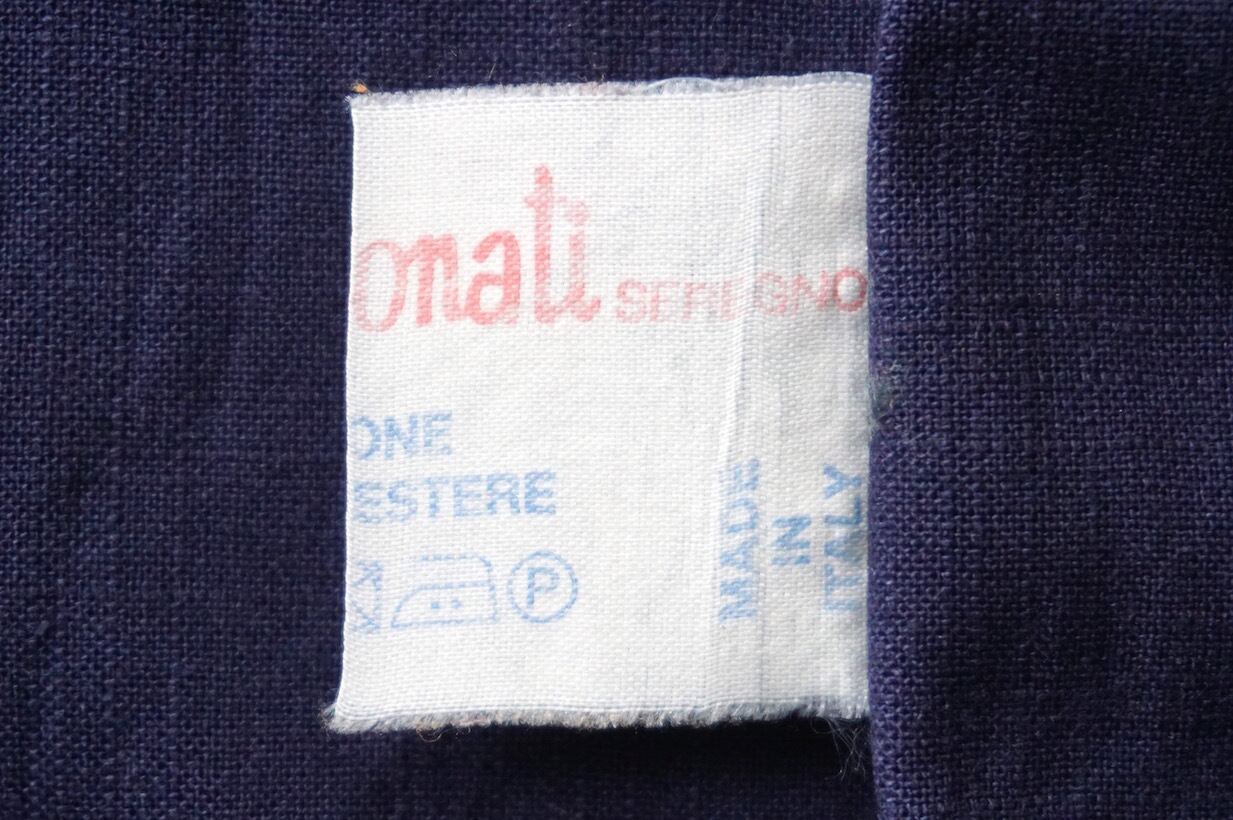 onati SEREGNO
ONE
ESTERE
P
MADE
IN
ITALY